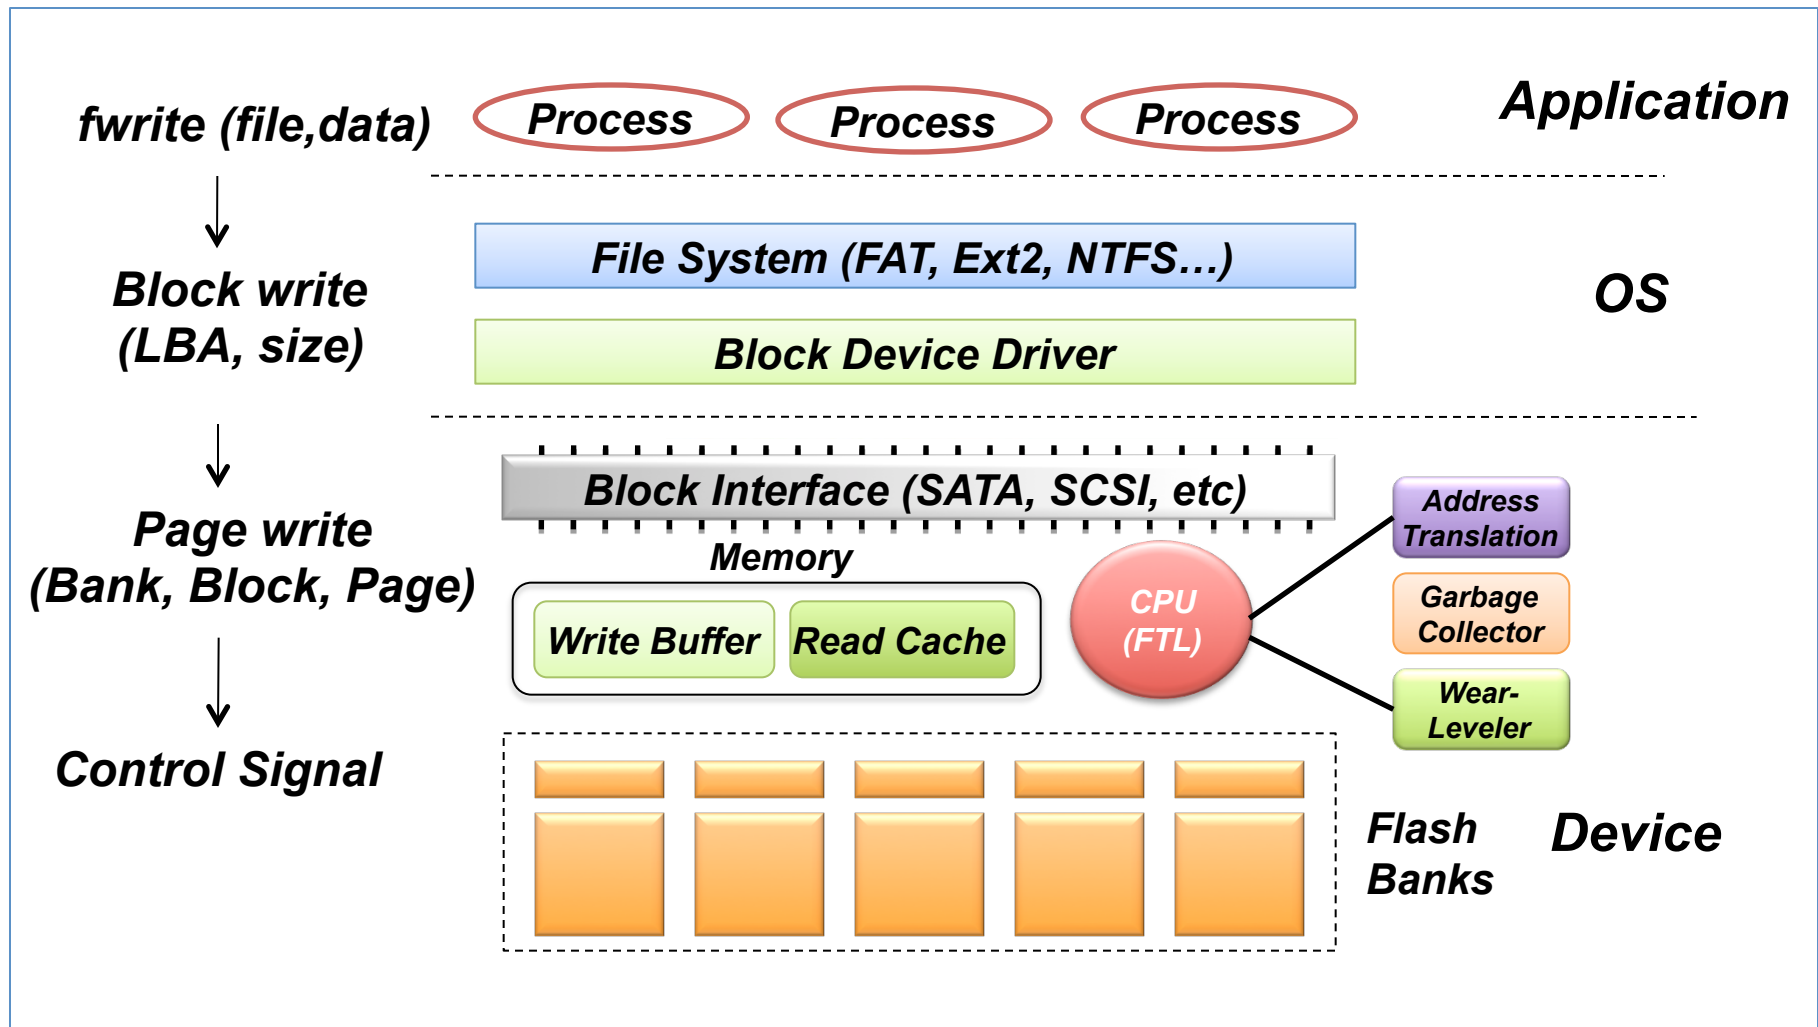 fwrite (file,data)
Process
Process
Process
Application
Block write
(LBA, size)
File System (FAT, Ext2, NTFS…)
Block Device Driver
OS
Page write
(Bank, Block, Page)
Block Interface (SATA, SCSI, etc)
Memory
Write Buffer
Read Cache
CPU
(FTL)
Address
Translation
Garbage
Collector
Wear-
Leveler
Control Signal
Flash
Banks
Device